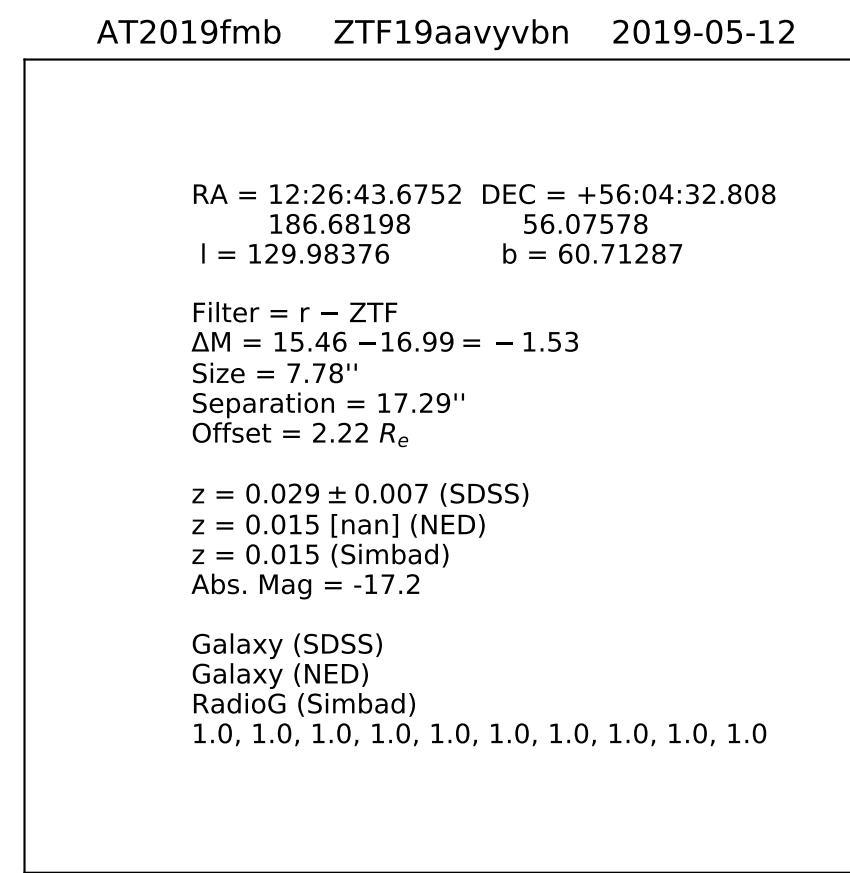 AT2019fmb ZTF19aavyvbn 2019-05-12
RA = 12:26:43.6752 DEC = +56:04:32.808
186.68198 56.07578
l = 129.98376 b = 60.71287
Filter = r − ZTF
ΔM = 15.46 −16.99 = − 1.53
Size = 7.78''
Separation = 17.29''
Offset = 2.22 Rₑ
z = 0.029 ± 0.007 (SDSS)
z = 0.015 [nan] (NED)
z = 0.015 (Simbad)
Abs. Mag = -17.2
Galaxy (SDSS)
Galaxy (NED)
RadioG (Simbad)
1.0, 1.0, 1.0, 1.0, 1.0, 1.0, 1.0, 1.0, 1.0, 1.0